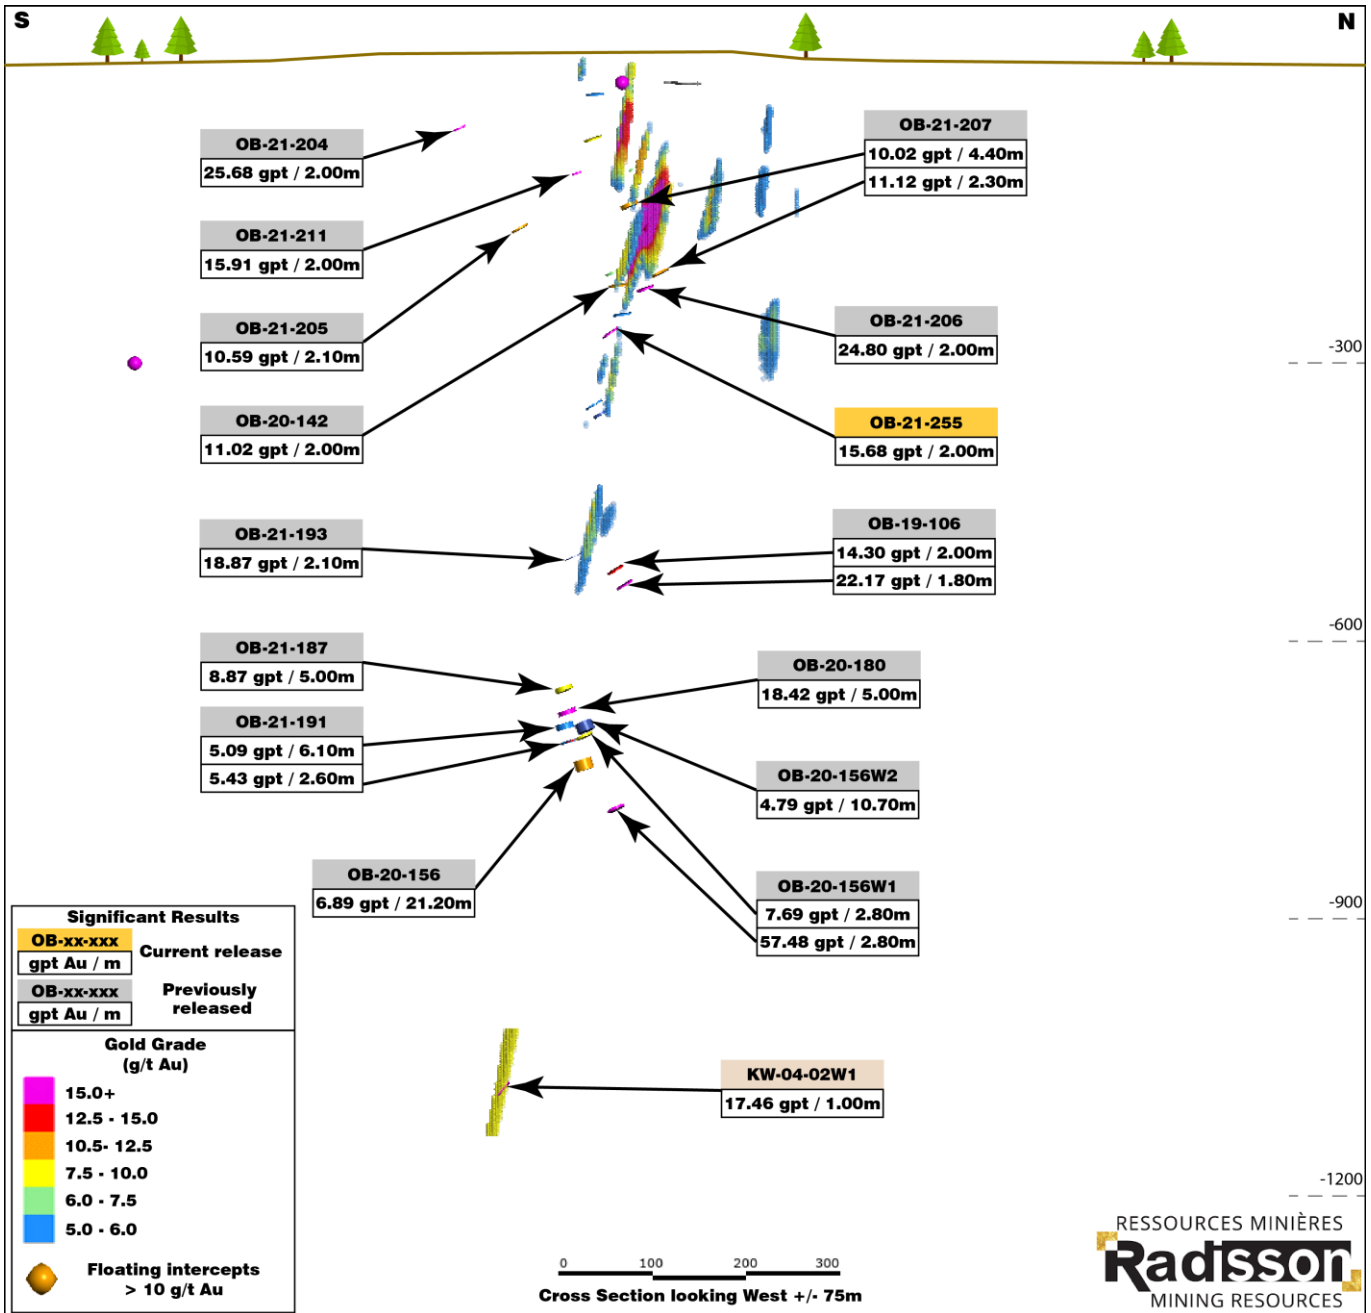 S
N
OB-21-204
25.68 gpt / 2.00m
OB-21-207
10.02 gpt / 4.40m
11.12 gpt / 2.30m
OB-21-211
15.91 gpt / 2.00m
OB-21-205
10.59 gpt / 2.10m
OB-21-206
24.80 gpt / 2.00m
-300
OB-20-142
11.02 gpt / 2.00m
OB-21-255
15.68 gpt / 2.00m
OB-21-193
18.87 gpt / 2.10m
OB-19-106
14.30 gpt / 2.00m
22.17 gpt / 1.80m
-600
OB-21-187
8.87 gpt / 5.00m
OB-20-180
18.42 gpt / 5.00m
OB-21-191
5.09 gpt / 6.10m
5.43 gpt / 2.60m
OB-20-156W2
4.79 gpt / 10.70m
OB-20-156
6.89 gpt / 21.20m
OB-20-156W1
7.69 gpt / 2.80m
57.48 gpt / 2.80m
-900
Significant Results
OB-xx-xxx
gpt Au / m
Current release
OB-xx-xxx
gpt Au / m
Previously
released
Gold Grade
(g/t Au)
15.0+
12.5 - 15.0
10.5- 12.5
7.5 - 10.0
6.0 - 7.5
5.0 - 6.0
Floating intercepts
> 10 g/t Au
KW-04-02W1
17.46 gpt / 1.00m
-1200
0 100 200 300
Cross Section looking West +/- 75m
RESSOURCES MINIÈRES
Radisson
MINING RESOURCES